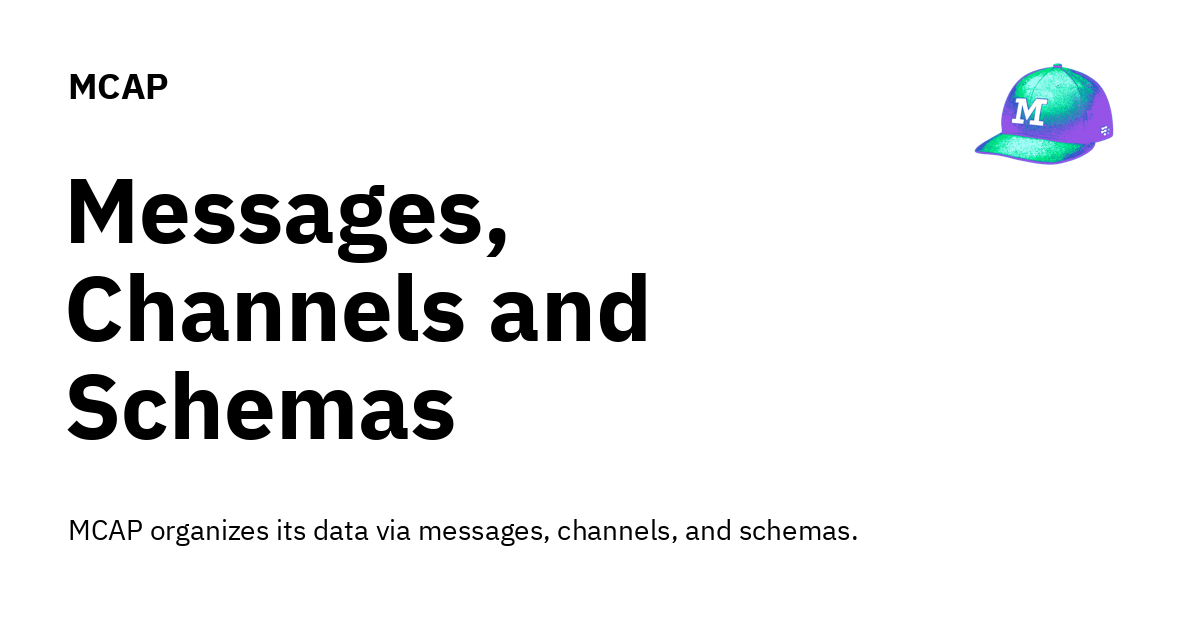 MCAP
M
Messages,
Channels and
Schemas
MCAP organizes its data via messages, channels, and schemas.